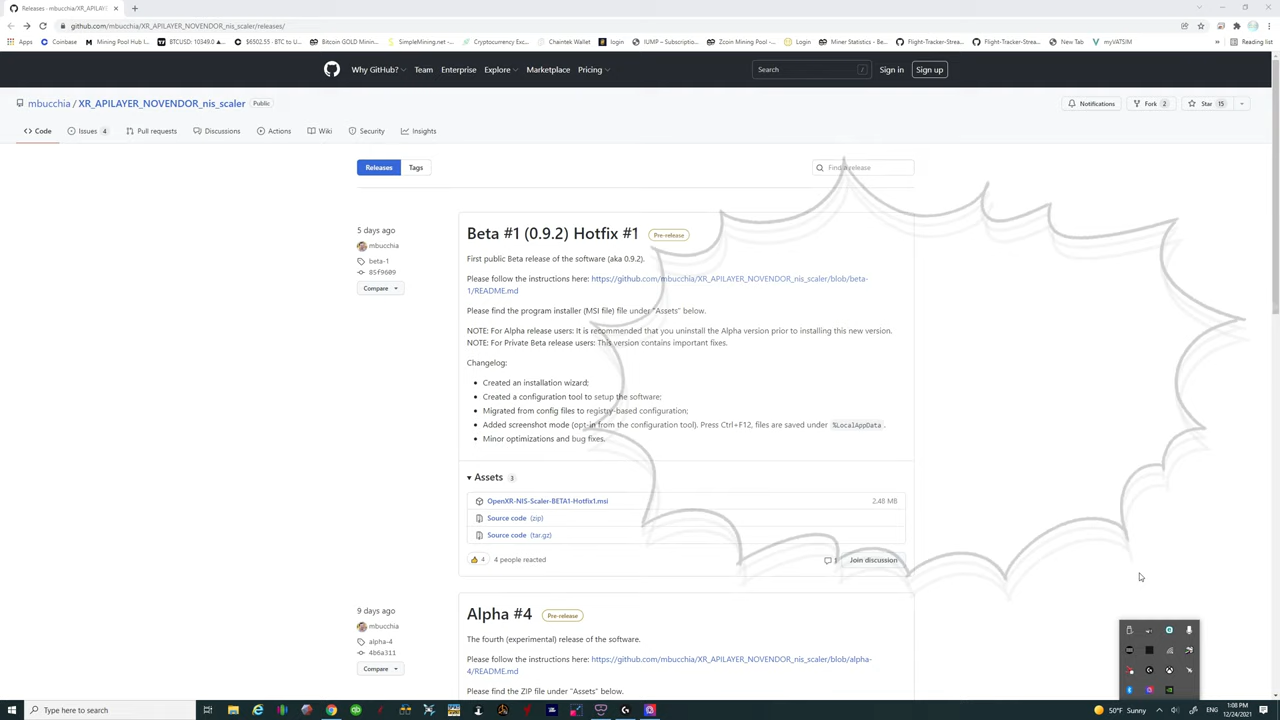 Releases · mbucchia/XR_APILAYER
github.com/mbucchia/XR_APILAYER_NOVENDOR_nis_scaler/releases/
Apps
Coinbase
Mining Pool Hub I...
BTCUSD: 10349.0 ▲...
$6502.55 · BTC to U...
Bitcoin GOLD Minin...
SimpleMining.net -...
Cryptocurrency Exc...
Chaintek Wallet
login
IUMP – Subscriptio...
Zcoin Mining Pool -...
Login
Miner Statistics - Be...
Flight-Tracker-Strea...
Flight-Tracker-Strea...
New Tab
myVATSIM
»
Reading list
Why GitHub?
Team
Enterprise
Explore
Marketplace
Pricing
Search
/
Sign in
Sign up
mbucchia / XR_APILAYER_NOVENDOR_nis_scaler
Public
Notifications
Fork 2
Star 15
Code
Issues 4
Pull requests
Discussions
Actions
Wiki
Security
Insights
Releases
Tags
Find a release
5 days ago
mbucchia
beta-1
85f9609
Compare
Beta #1 (0.9.2) Hotfix #1
Pre-release
First public Beta release of the software (aka 0.9.2).
Please follow the instructions here: https://github.com/mbucchia/XR_APILAYER_NOVENDOR_nis_scaler/blob/beta-
1/README.md
Please find the program installer (MSI file) file under "Assets" below.
NOTE: For Alpha release users: It is recommended that you uninstall the Alpha version prior to installing this new version.
NOTE: For Private Beta release users: This version contains important fixes.
Changelog:
• Created an installation wizard;
• Created a configuration tool to setup the software;
• Migrated from config files to registry-based configuration;
• Added screenshot mode (opt-in from the configuration tool). Press Ctrl+F12, files are saved under %LocalAppData .
• Minor optimizations and bug fixes.
Assets 3
OpenXR-NIS-Scaler-BETA1-Hotfix1.msi
2.48 MB
Source code (zip)
Source code (tar.gz)
4
4 people reacted
1
Join discussion
9 days ago
mbucchia
alpha-4
4b6a311
Compare
Alpha #4
Pre-release
The fourth (experimental) release of the software.
Please follow the instructions here: https://github.com/mbucchia/XR_APILAYER_NOVENDOR_nis_scaler/blob/alpha-
4/README.md
Please find the ZIP file under "Assets" below.
Type here to search
50°F Sunny
1:08 PM
12/24/2021